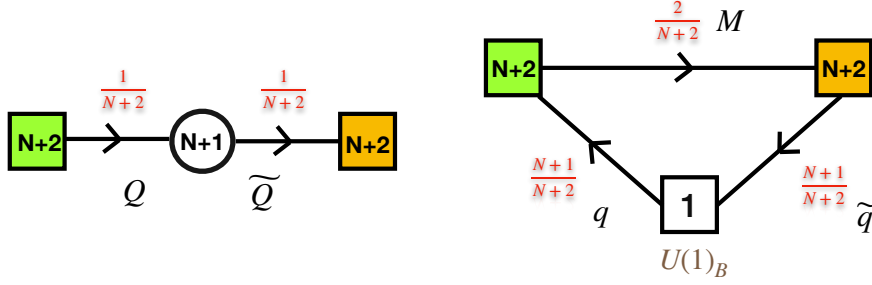 1/(N+2)
1/(N+2)
N+2
N+1
N+2
Q
Q̃
2/(N+2) M
N+2
N+2
(N+1)/(N+2)
(N+1)/(N+2)
q
1
q̃
U(1)_B